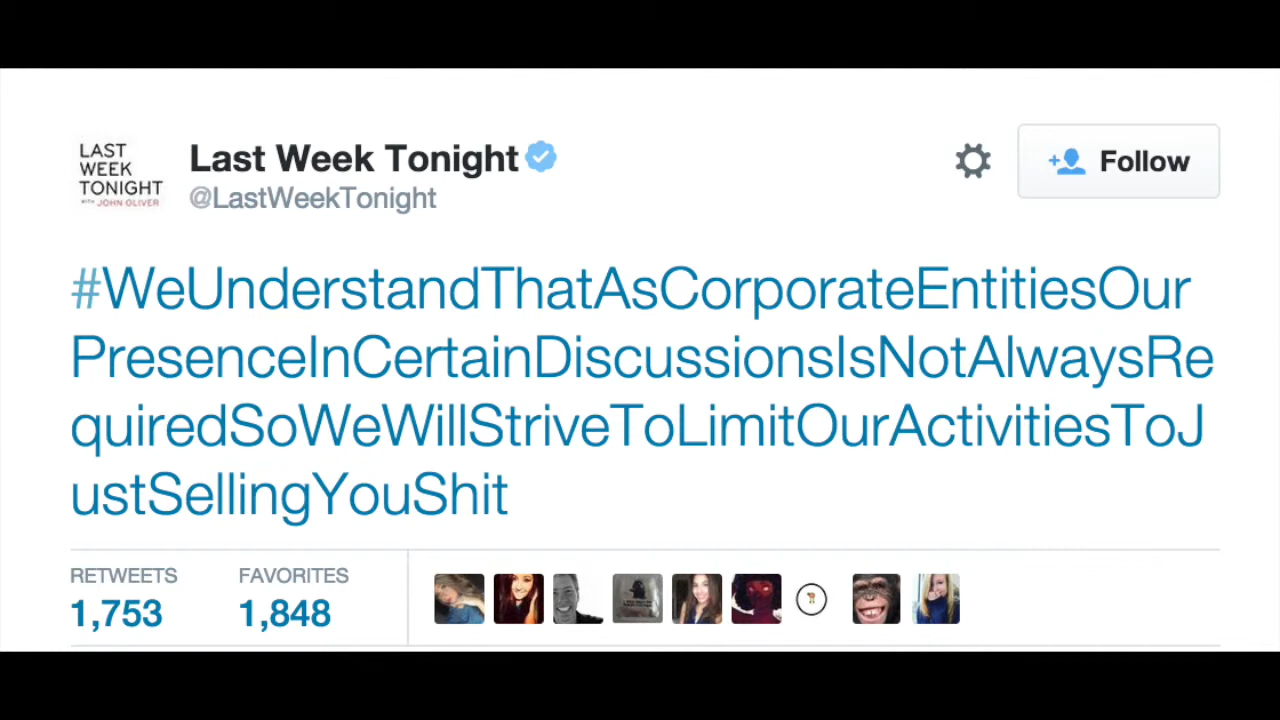 LAST
WEEK
TONIGHT
WITH JOHN OLIVER
Last Week Tonight
@LastWeekTonight
Follow
#WeUnderstandThatAsCorporateEntitiesOur
PresenceInCertainDiscussionsIsNotAlwaysRe
quiredSoWeWillStriveToLimitOurActivitiesToJ
ustSellingYouShit
RETWEETS
1,753
FAVORITES
1,848